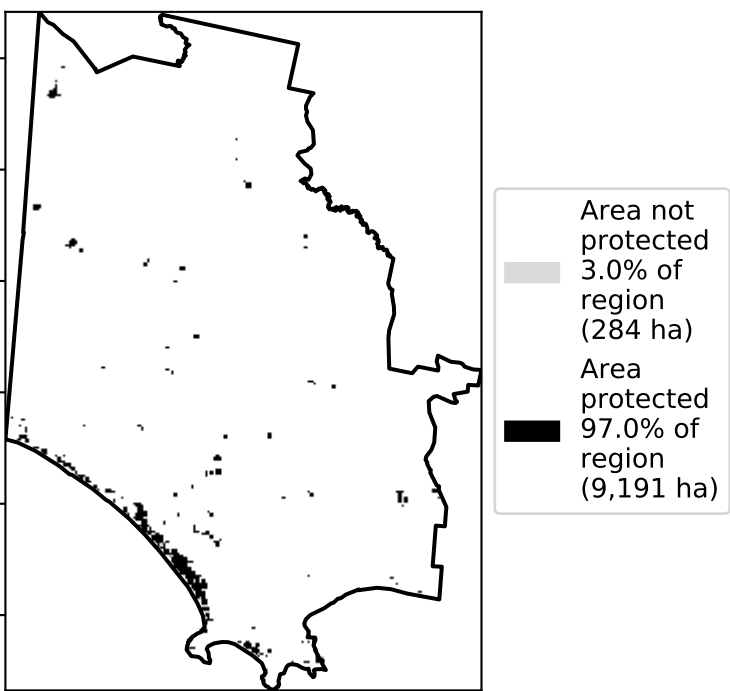 Area not
protected
3.0% of
region
(284 ha)
Area
protected
97.0% of
region
(9,191 ha)